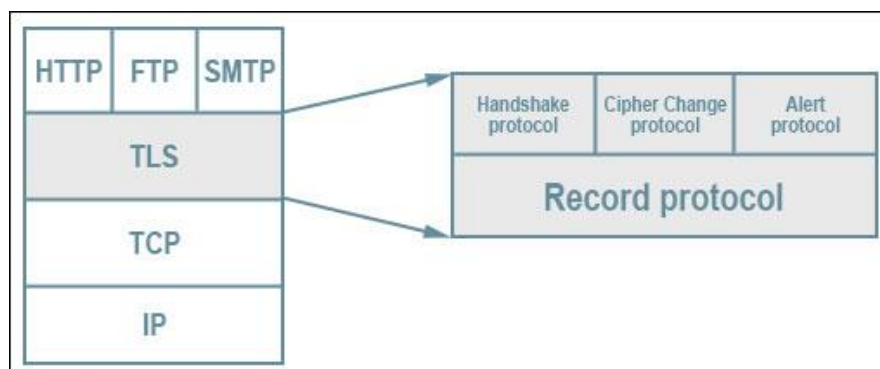 HTTP FTP SMTP
TLS
TCP
IP
Handshake
protocol
Cipher Change
protocol
Alert
protocol
Record protocol